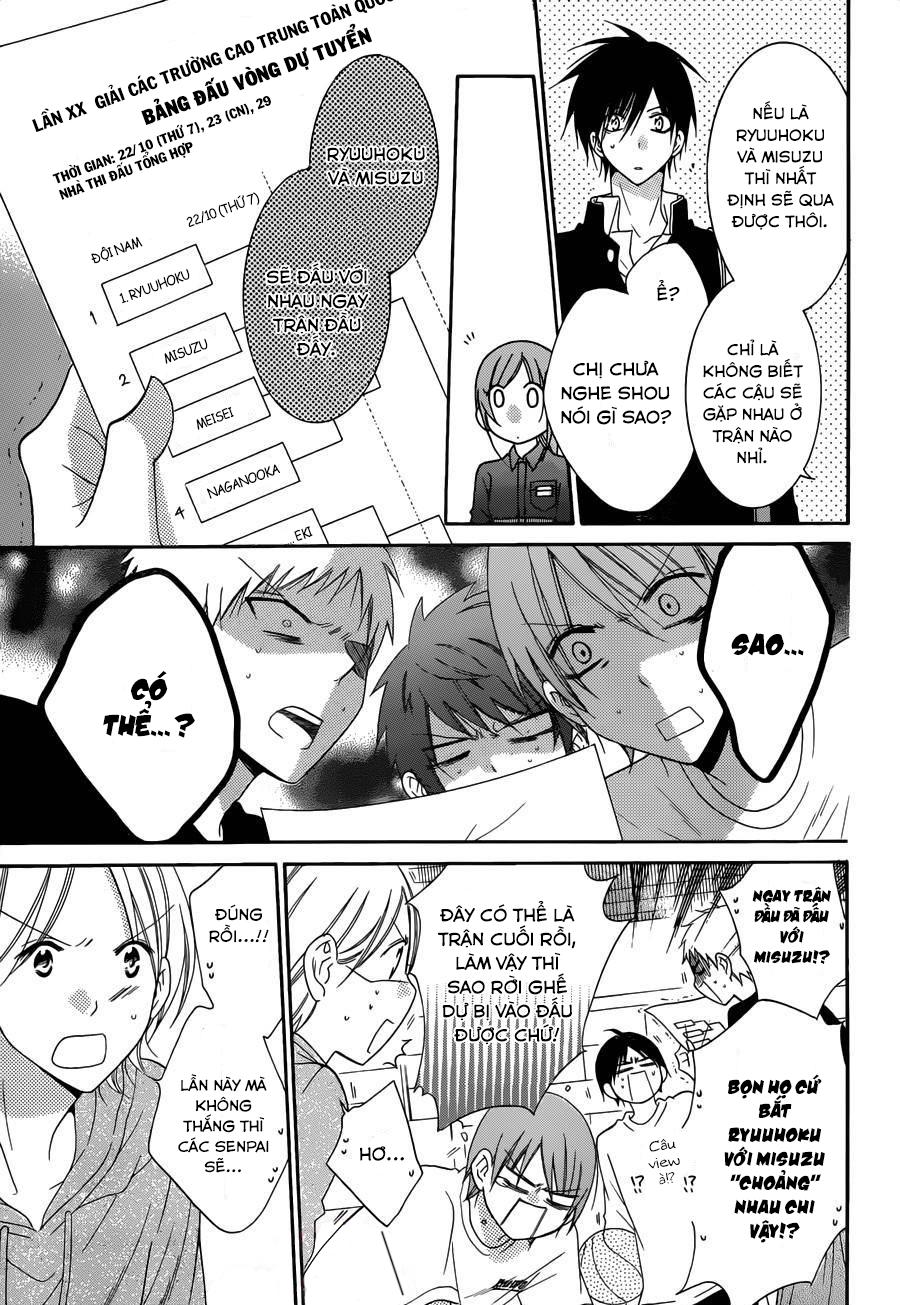 NẾU LÀ
RYUUHOKU
VÀ MISUZU
THÌ NHẤT
ĐỊNH SẼ QUA
ĐƯỢC THÔI.
CHỈ LÀ
KHÔNG BIẾT
CÁC CẬU SẼ
GẶP NHAU Ở
TRẬN NÀO
NHỈ.
Ể?
CHỊ CHƯA
NGHE SHOU
NÓI GÌ SAO?
RYUUHOKU
VÀ MISUZU
SẼ ĐẤU VỚI
NHAU NGAY
TRẬN ĐẦU
ĐÂY.
LẦN XX GIẢI CÁC TRƯỜNG CAO TRUNG TOÀN QUỐC
BẢNG ĐẤU VÒNG DỰ TUYỂN
THỜI GIAN: 22/10 (THỨ 7), 23 (CN), 29
NHÀ THI ĐẤU TỔNG HỢP
22/10 (THỨ 7)
ĐỘI NAM
1 1.RYUUHOKU
2 MISUZU
MEISEI
4 NAGANOOKA
...EKI
SAO...
CÓ
THỂ...?
NGAY TRẬN
ĐẦU ĐÃ ĐẤU
VỚI
MISUZU!?
BỌN HỌ CỨ
BẮT
RYUUHOKU
VỚI MISUZU
"CHOẢNG"
NHAU CHI
VẬY!?
Câu
view
à!?
!?
!?
ĐÂY CÓ THỂ LÀ
TRẬN CUỐI RỒI,
LÀM VẬY THÌ
SAO RỜI GHẾ
DỰ BỊ VÀO ĐẤU
ĐƯỢC CHỨ!
HƠ...
ĐÚNG
RỒI...!!
LẦN NÀY MÀ
KHÔNG
THẮNG THÌ
CÁC SENPAI
SẼ...